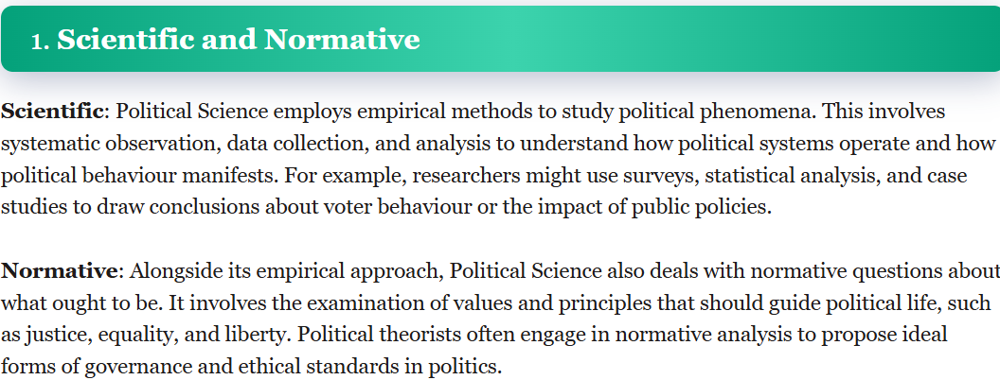 1. Scientific and Normative
Scientific: Political Science employs empirical methods to study political phenomena. This involves
systematic observation, data collection, and analysis to understand how political systems operate and how
political behaviour manifests. For example, researchers might use surveys, statistical analysis, and case
studies to draw conclusions about voter behaviour or the impact of public policies.
Normative: Alongside its empirical approach, Political Science also deals with normative questions about
what ought to be. It involves the examination of values and principles that should guide political life, such
as justice, equality, and liberty. Political theorists often engage in normative analysis to propose ideal
forms of governance and ethical standards in politics.